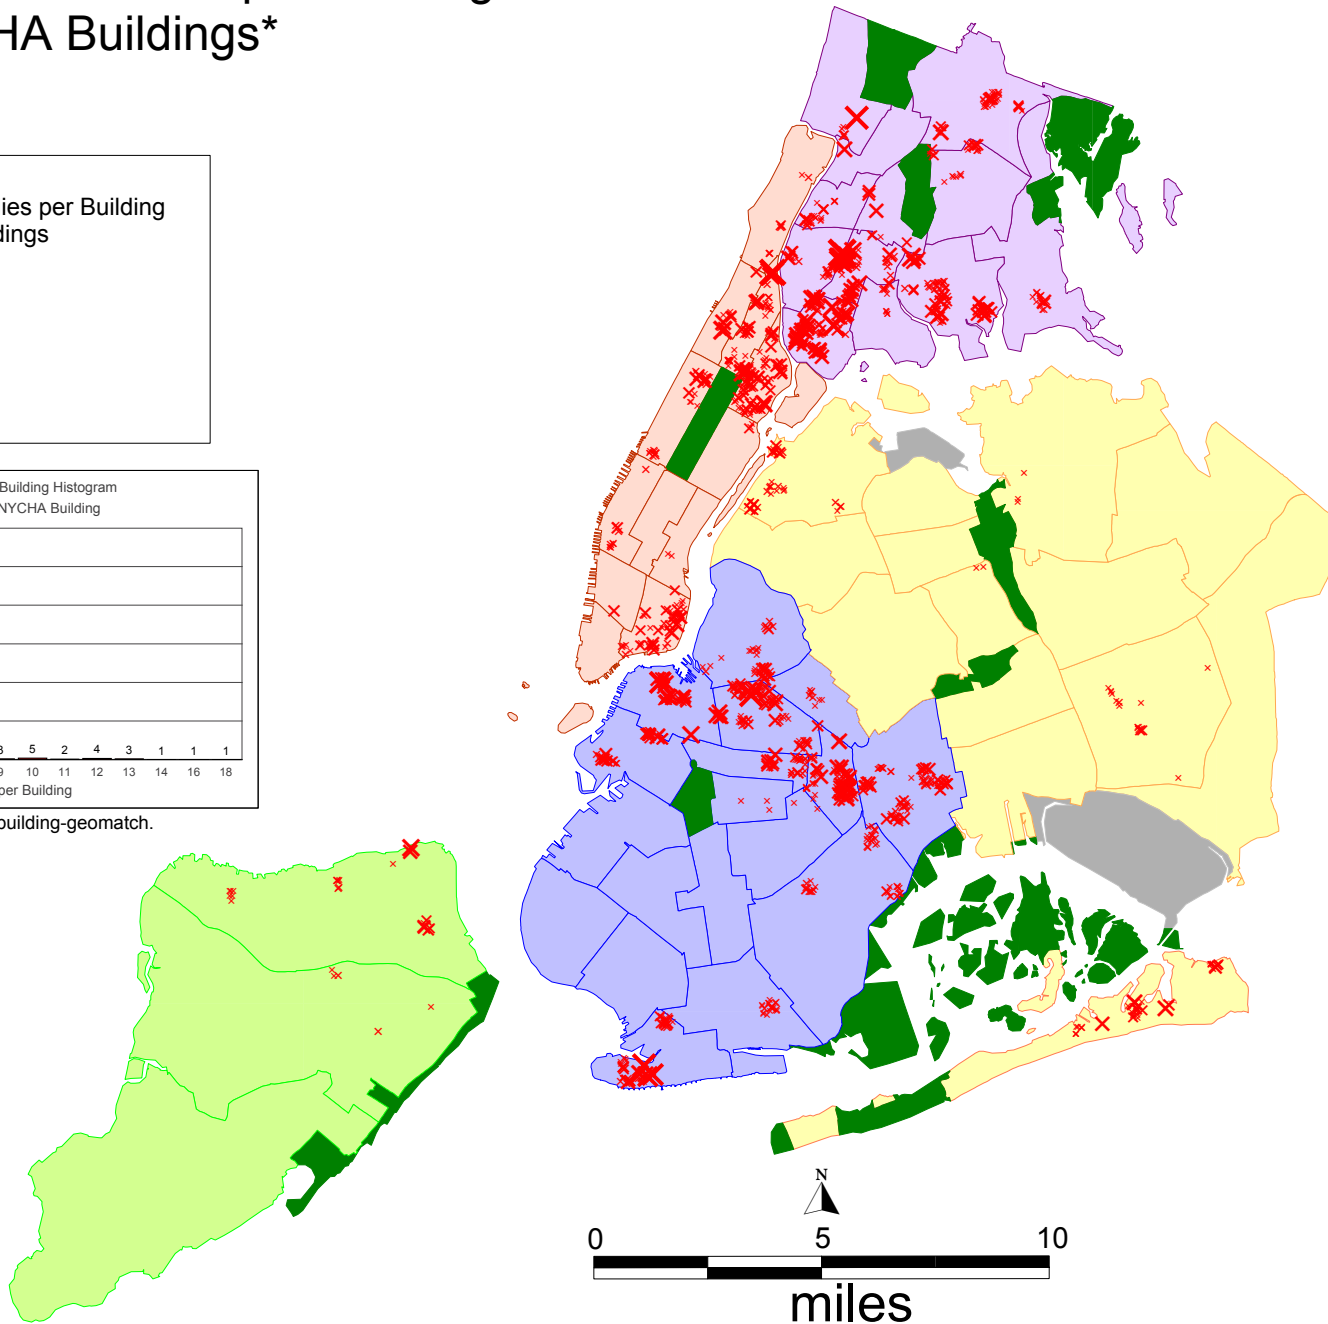 HA Buildings*
ies per Building
dings
Building Histogram
NYCHA Building
3 5 2 4 3 1 1 1
9 10 11 12 13 14 16 18
per Building
building-geomatch.
N
0 5 10
miles